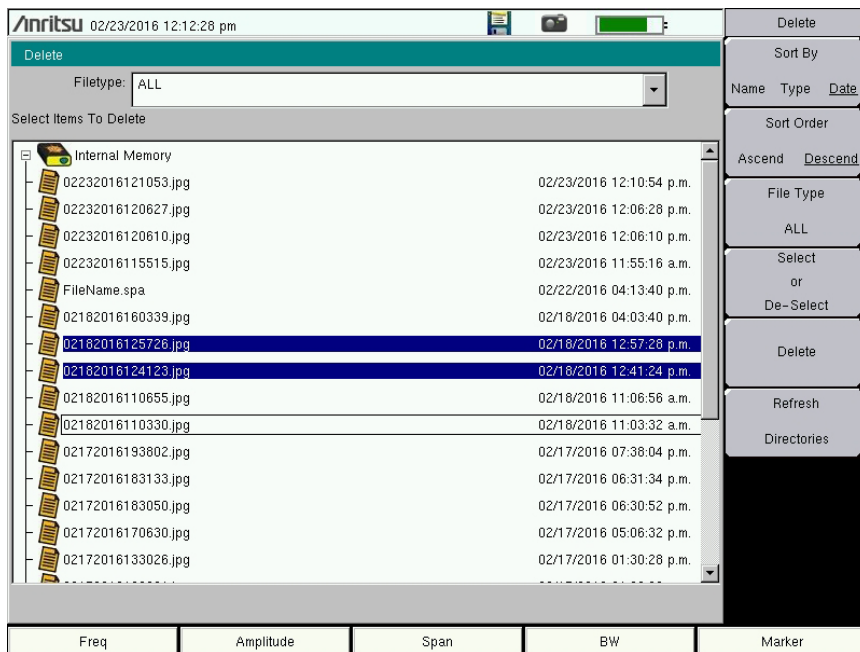 Anritsu 02/23/2016 12:12:28 pm
Delete
Filetype: ALL
Select Items To Delete
Internal Memory
02232016121053.jpg 02/23/2016 12:10:54 p.m.
02232016120627.jpg 02/23/2016 12:06:28 p.m.
02232016120610.jpg 02/23/2016 12:06:10 p.m.
02232016115515.jpg 02/23/2016 11:55:16 a.m.
FileName.spa 02/22/2016 04:13:40 p.m.
02182016160339.jpg 02/18/2016 04:03:40 p.m.
02182016125726.jpg 02/18/2016 12:57:28 p.m.
02182016124123.jpg 02/18/2016 12:41:24 p.m.
02182016110655.jpg 02/18/2016 11:06:56 a.m.
02182016110330.jpg 02/18/2016 11:03:32 a.m.
02172016193802.jpg 02/17/2016 07:38:04 p.m.
02172016183133.jpg 02/17/2016 06:31:34 p.m.
02172016183050.jpg 02/17/2016 06:30:52 p.m.
02172016170630.jpg 02/17/2016 05:06:32 p.m.
02172016133026.jpg 02/17/2016 01:30:28 p.m.
Delete
Sort By
Name Type Date
Sort Order
Ascend Descend
File Type
ALL
Select
or
De-Select
Delete
Refresh
Directories
Freq Amplitude Span BW Marker